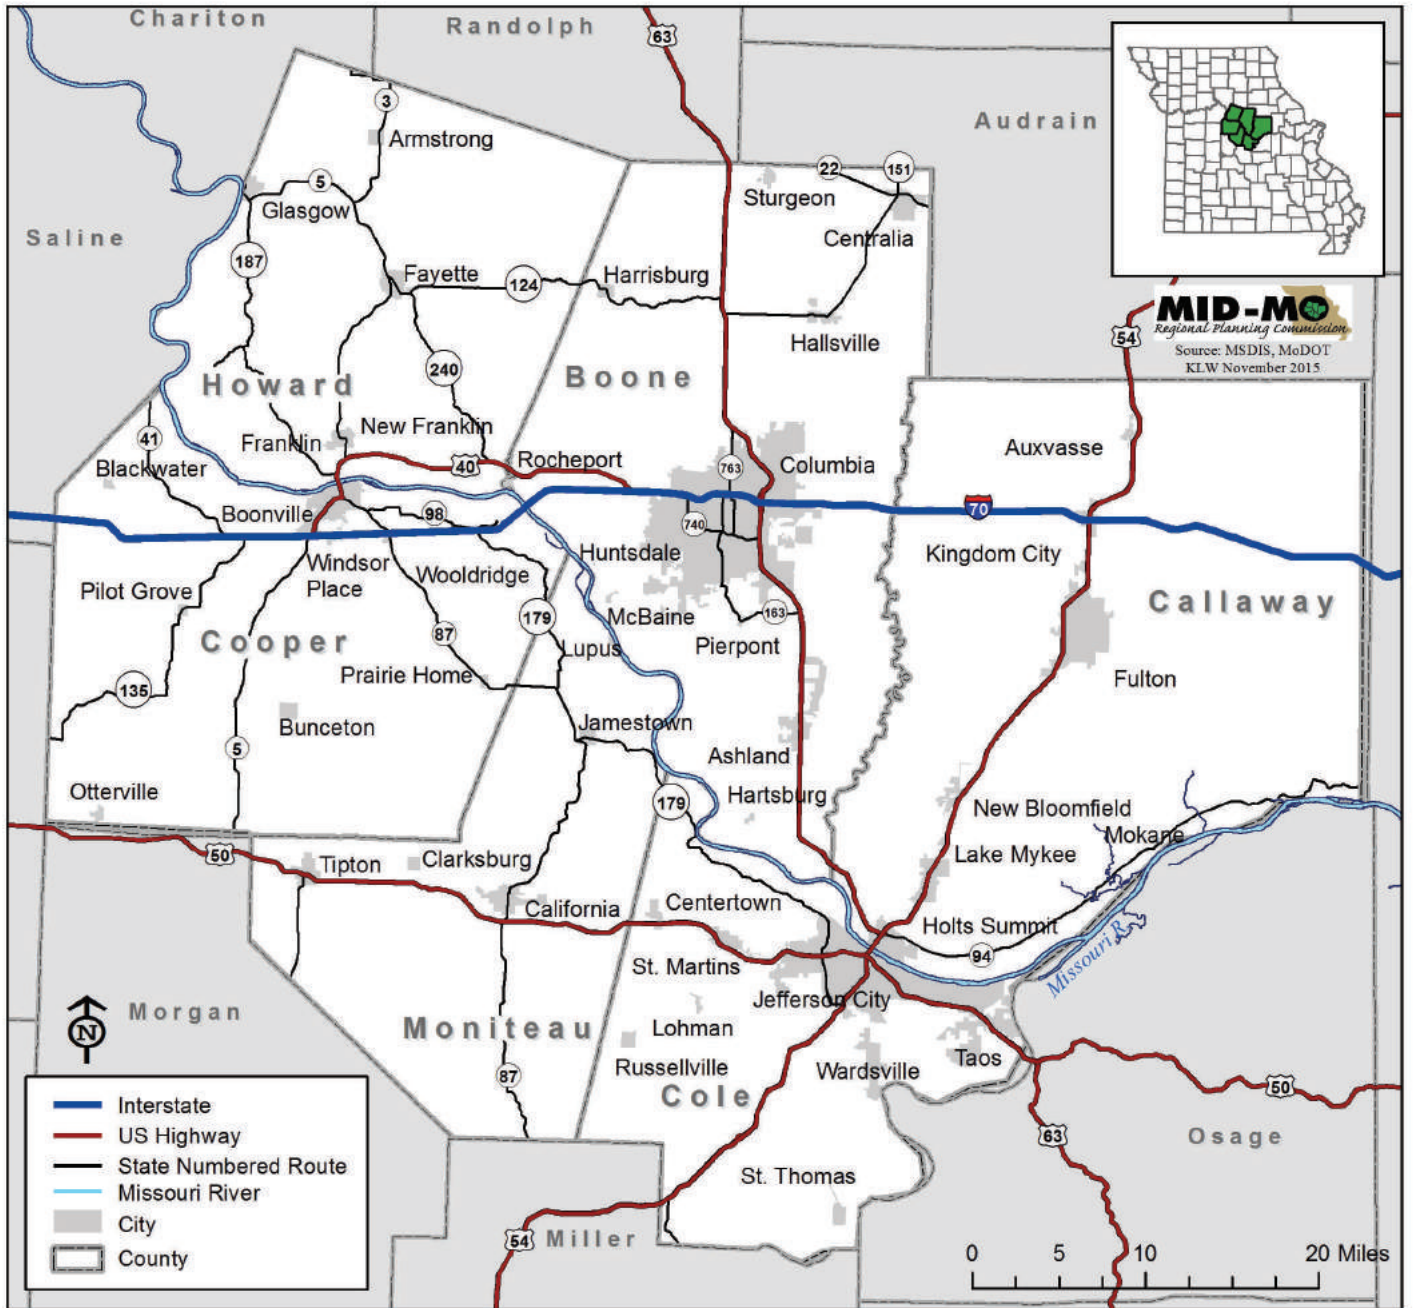 Chariton
Randolph
63
3
Audrain
Armstrong
5
22
151
Sturgeon
Glasgow
Saline
Centralia
187
Fayette
124
Harrisburg
MID-MO
Regional Planning Commission
Source: MSDIS, MoDOT
KLW November 2015
54
Hallsville
240
Howard
Boone
41
Franklin
New Franklin
Auxvasse
Blackwater
40
Rocheport
763
Columbia
Boonville
98
70
740
Windsor
Place
Wooldridge
Huntsdale
Kingdom City
Pilot Grove
Callaway
179
McBaine
163
Cooper
87
Lupus
Pierpont
Prairie Home
135
Fulton
Bunceton
Jamestown
5
Ashland
Otterville
179
Hartsburg
New Bloomfield
Mokane
50
Tipton
Clarksburg
Lake Mykee
California
Centertown
Holts Summit
94
Missouri R.
St. Martins
Jefferson City
Morgan
N
Moniteau
Lohman
Russellville
Wardsville
Taos
87
Cole
50
63
Osage
Interstate
US Highway
State Numbered Route
Missouri River
City
County
St. Thomas
54
Miller
0 5 10 20 Miles